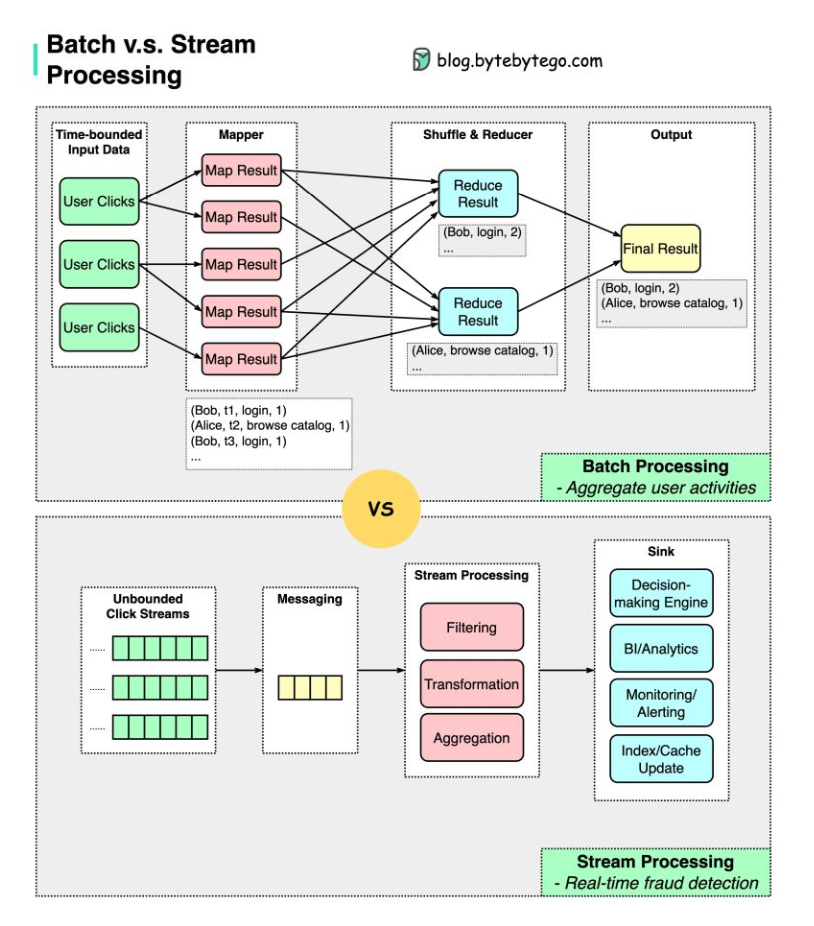 Batch v.s. Stream
Processing
blog.bytebytego.com
Time-bounded
Input Data
User Clicks
User Clicks
User Clicks
Mapper
Map Result
Map Result
Map Result
Map Result
Map Result
(Bob, t1, login, 1)
(Alice, t2, browse catalog, 1)
(Bob, t3, login, 1)
...
Shuffle & Reducer
Reduce
Result
(Bob, login, 2)
...
Reduce
Result
(Alice, browse catalog, 1)
...
Output
Final Result
(Bob, login, 2)
(Alice, browse catalog, 1)
...
Batch Processing
- Aggregate user activities
VS
Unbounded
Click Streams
......
......
......
Messaging
Stream Processing
Filtering
Transformation
Aggregation
Sink
Decision-
making Engine
BI/Analytics
Monitoring/
Alerting
Index/Cache
Update
Stream Processing
- Real-time fraud detection